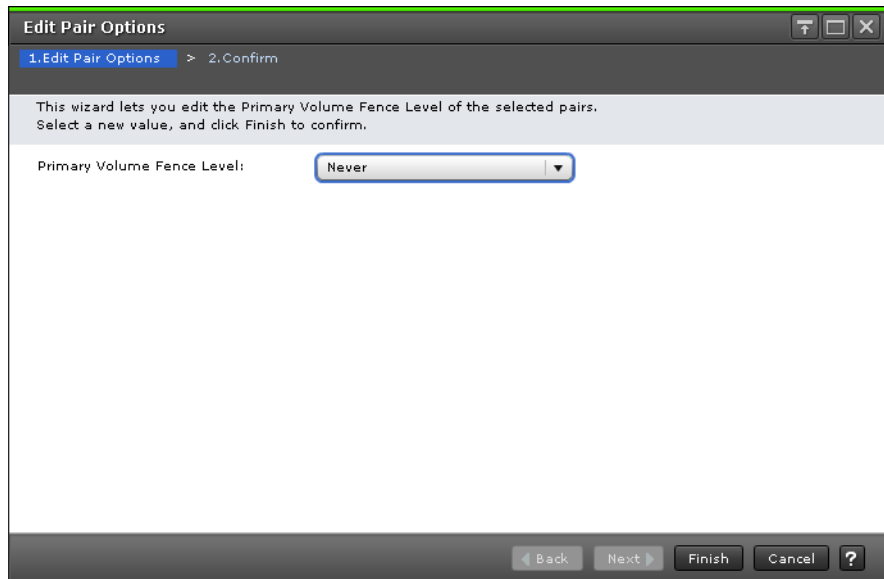 Edit Pair Options
1.Edit Pair Options > 2.Confirm
This wizard lets you edit the Primary Volume Fence Level of the selected pairs.
Select a new value, and click Finish to confirm.
Primary Volume Fence Level: Never
Back Next Finish Cancel ?